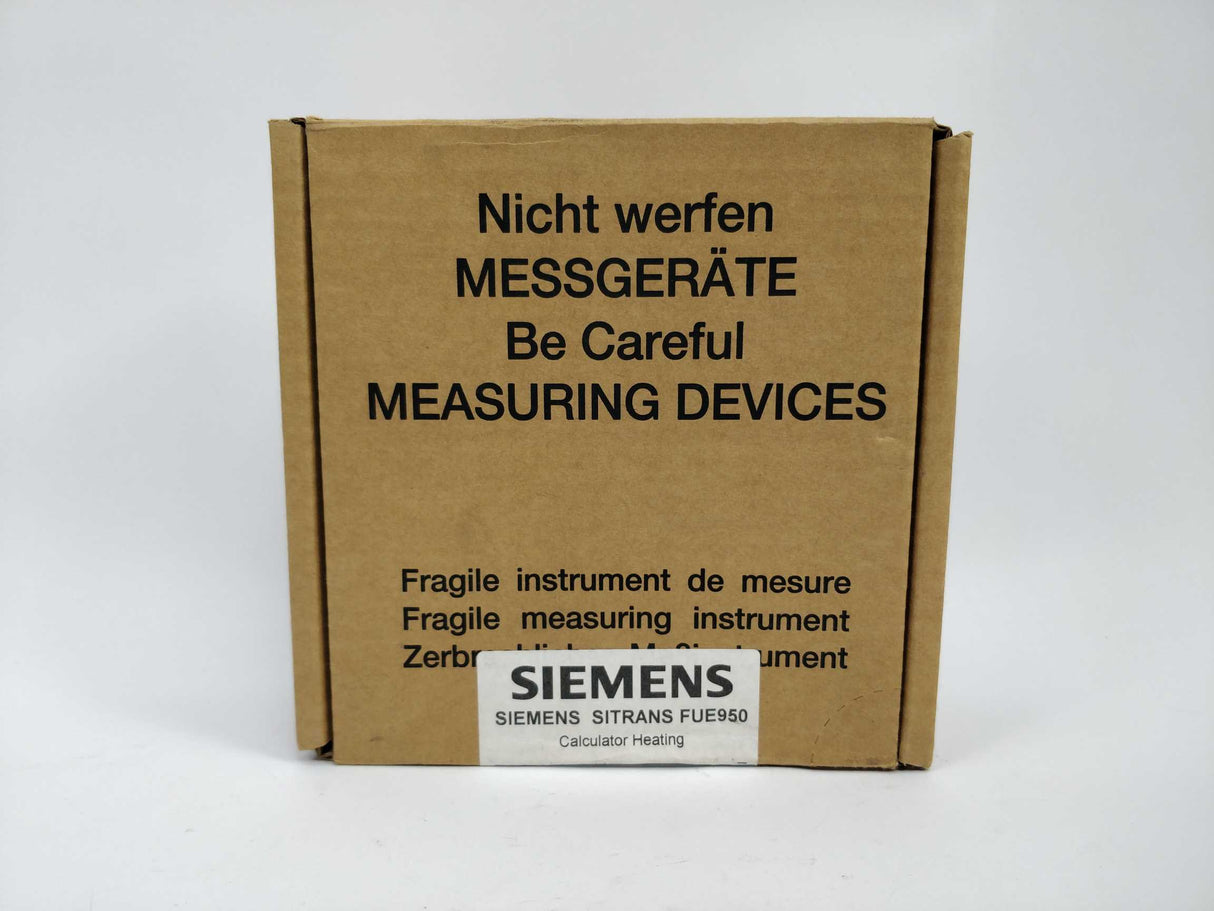 Nicht werfen
MESSGERÄTE
Be Careful
MEASURING DEVICES
Fragile instrument de mesure
Fragile measuring instrument
SIEMENS
SIEMENS SITRANS FUE950
Calculator Heating